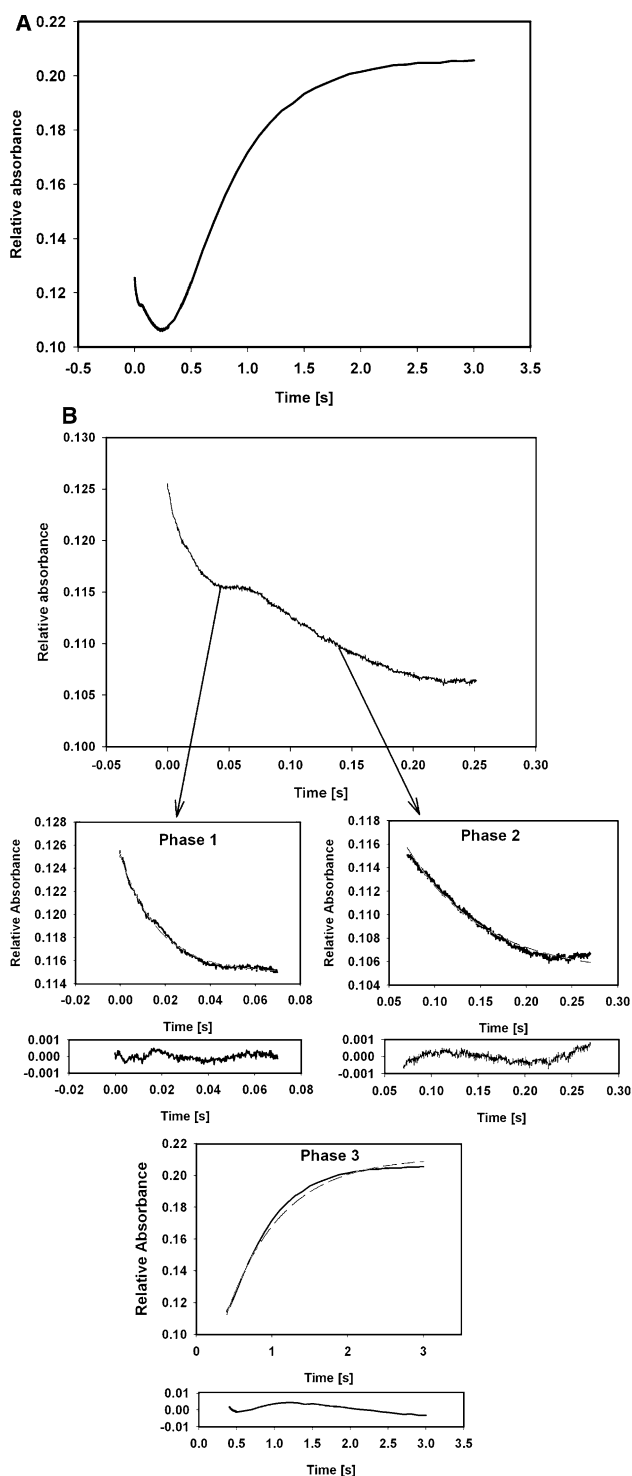 A
0.22
0.20
0.18
0.16
0.14
0.12
0.10
Relative absorbance
-0.5 0.0 0.5 1.0 1.5 2.0 2.5 3.0 3.5
Time [s]
B
0.130
0.125
0.120
0.115
0.110
0.105
0.100
Relative absorbance
-0.05 0.00 0.05 0.10 0.15 0.20 0.25 0.30
Time [s]
Phase 1
0.128
0.126
0.124
0.122
0.120
0.118
0.116
0.114
Relative Absorbance
-0.02 0.00 0.02 0.04 0.06 0.08
Time [s]
0.001
0.000
-0.001
-0.02 0.00 0.02 0.04 0.06 0.08
Time [s]
Phase 2
0.118
0.116
0.114
0.112
0.110
0.108
0.106
0.104
Relative Absorbance
0.05 0.10 0.15 0.20 0.25 0.30
Time [s]
0.001
0.000
-0.001
0.05 0.10 0.15 0.20 0.25 0.30
Time [s]
Phase 3
0.22
0.20
0.18
0.16
0.14
0.12
0.10
Relative Absorbance
0 1 2 3
Time [s]
0.01
0.00
-0.01
0.0 0.5 1.0 1.5 2.0 2.5 3.0 3.5
Time [s]